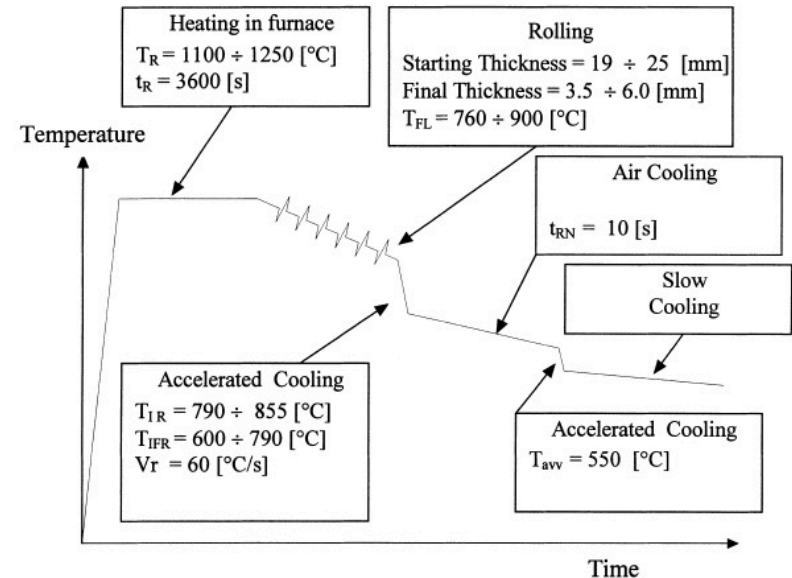 Heating in furnace
T_R = 1100 ÷ 1250 [°C]
t_R = 3600 [s]
Rolling
Starting Thickness = 19 ÷ 25 [mm]
Final Thickness = 3.5 ÷ 6.0 [mm]
T_FL = 760 ÷ 900 [°C]
Temperature
Air Cooling
t_RN = 10 [s]
Slow
Cooling
Accelerated Cooling
T_I R = 790 ÷ 855 [°C]
T_IFR = 600 ÷ 790 [°C]
Vr = 60 [°C/s]
Accelerated Cooling
T_avv = 550 [°C]
Time